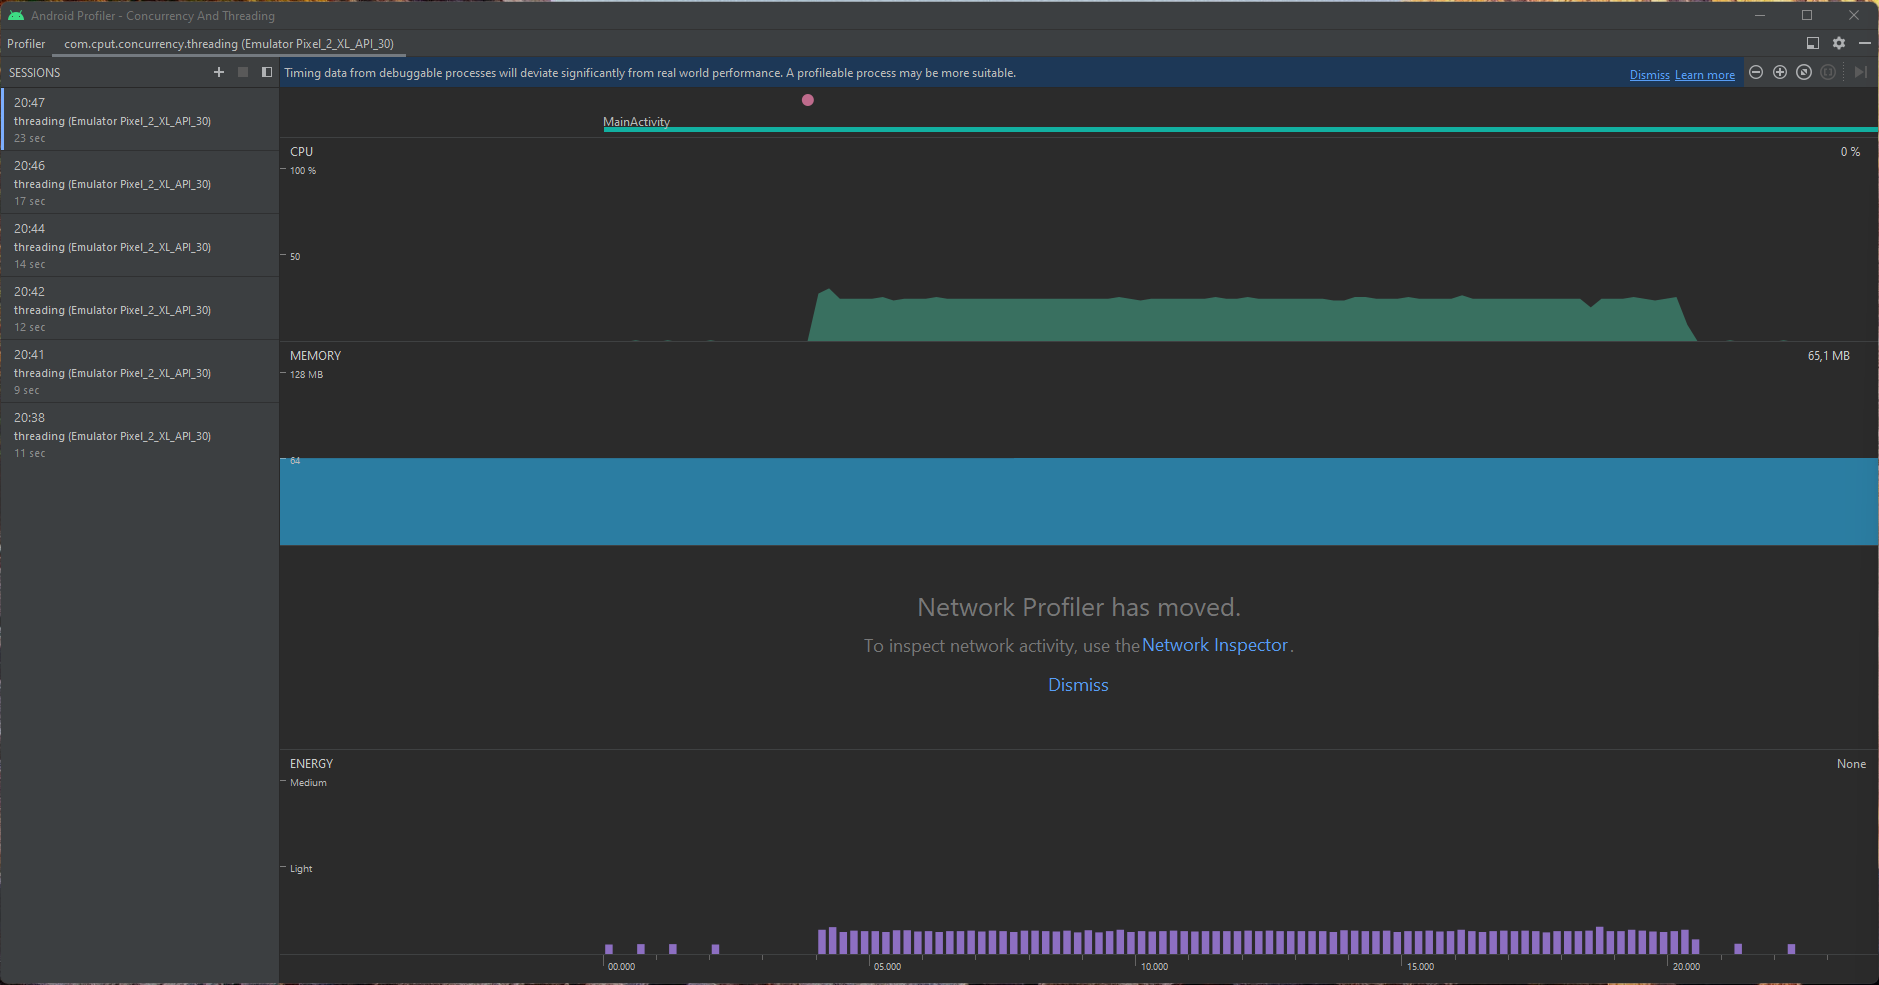 Android Profiler - Concurrency And Threading
Profiler com.cput.concurrency.threading (Emulator Pixel_2_XL_API_30)
SESSIONS
20:47
threading (Emulator Pixel_2_XL_API_30)
23 sec
20:46
threading (Emulator Pixel_2_XL_API_30)
17 sec
20:44
threading (Emulator Pixel_2_XL_API_30)
14 sec
20:42
threading (Emulator Pixel_2_XL_API_30)
12 sec
20:41
threading (Emulator Pixel_2_XL_API_30)
9 sec
20:38
threading (Emulator Pixel_2_XL_API_30)
11 sec
Timing data from debuggable processes will deviate significantly from real world performance. A profileable process may be more suitable. Dismiss Learn more
MainActivity
CPU 0 %
100 %
50
MEMORY 65,1 MB
128 MB
64
Network Profiler has moved.
To inspect network activity, use the Network Inspector.
Dismiss
ENERGY None
Medium
Light
00.000 05.000 10.000 15.000 20.000